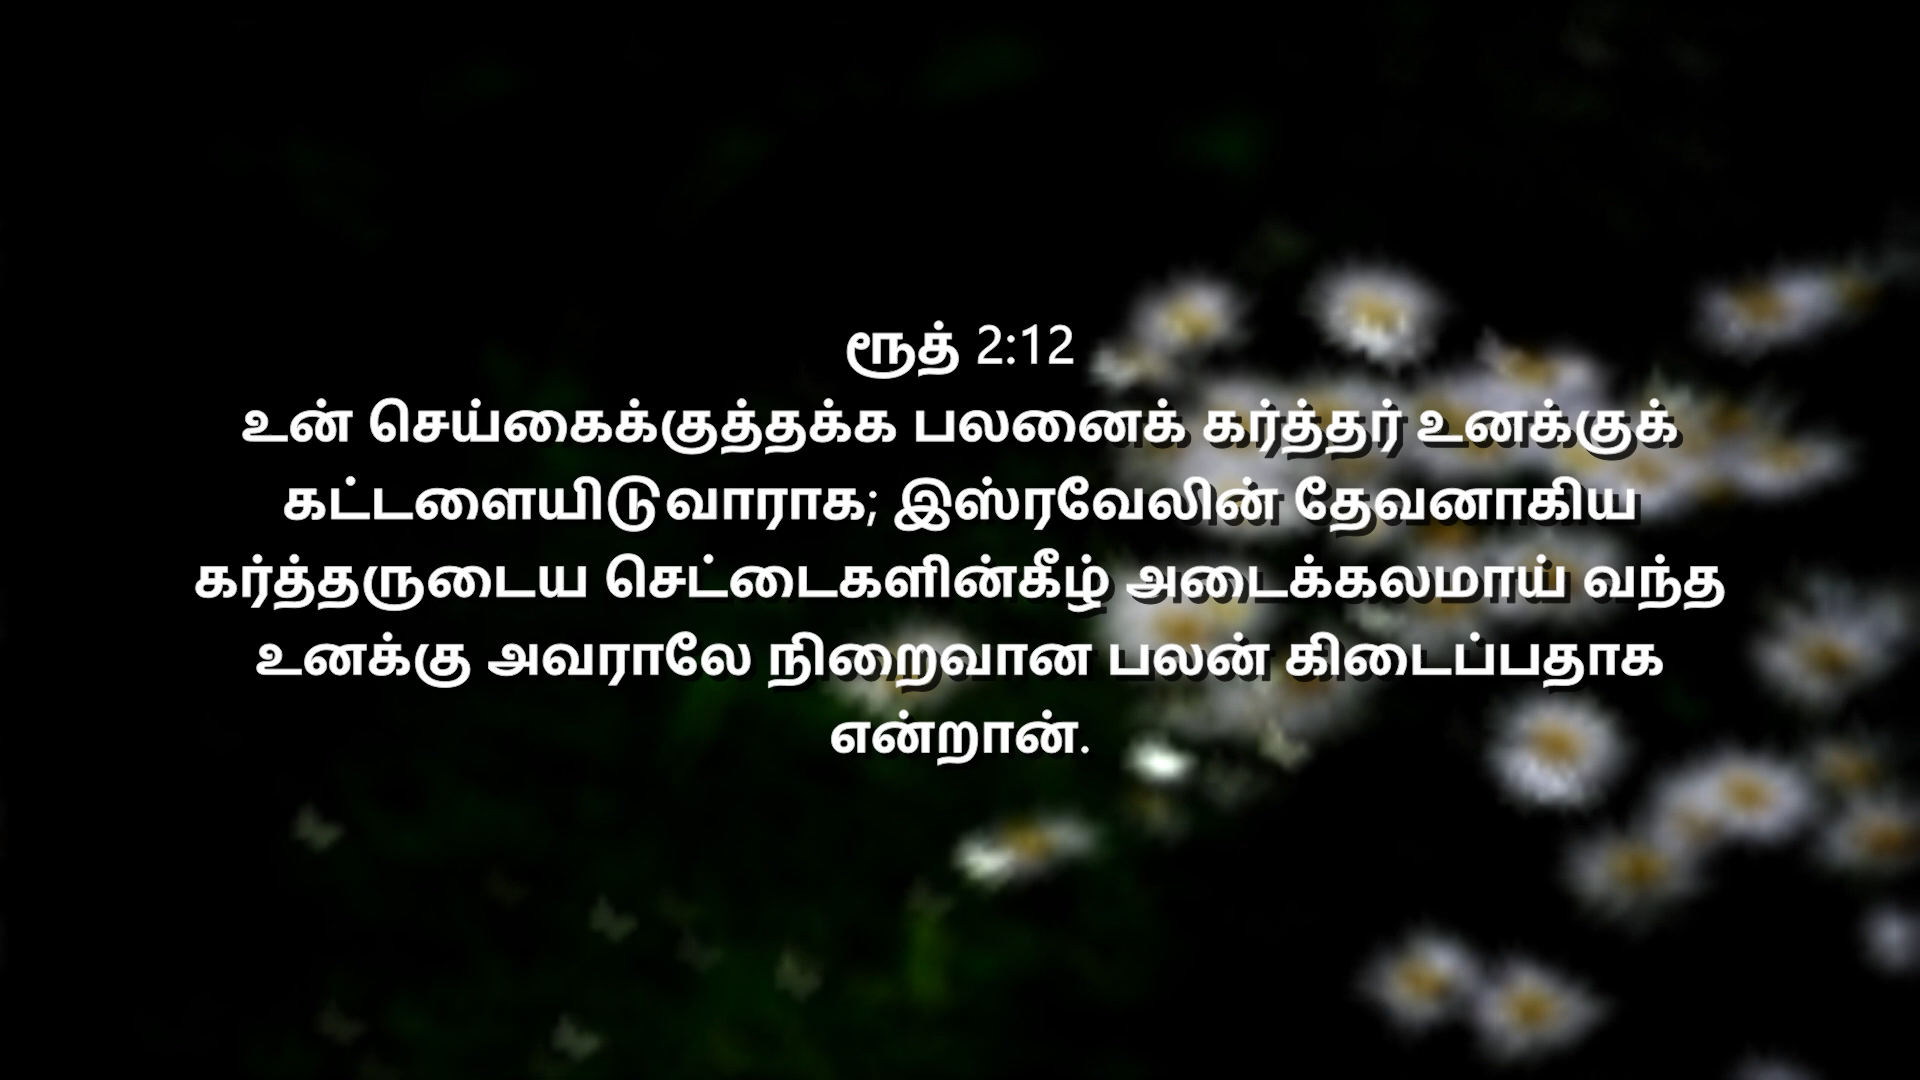 ரூத் 2:12
உன் செய்கைக்குத்தக்க பலனைக் கர்த்தர் உனக்குக்
கட்டளையிடுவாராக; இஸ்ரவேலின் தேவனாகிய
கர்த்தருடைய செட்டைகளின்கீழ் அடைக்கலமாய் வந்த
உனக்கு அவராலே நிறைவான பலன் கிடைப்பதாக
என்றான்.